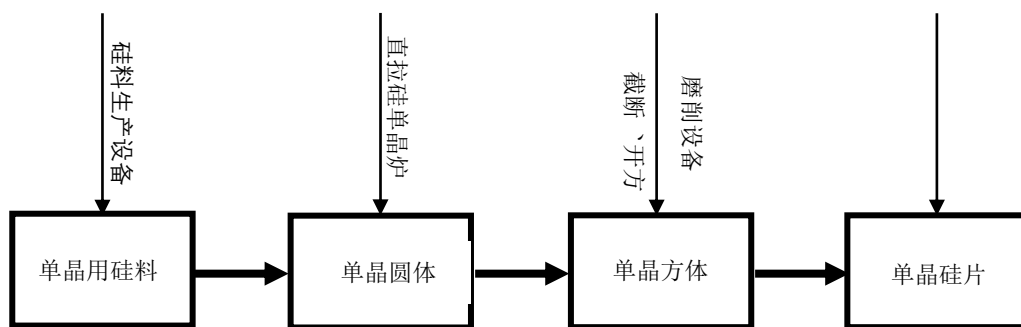 硅料生产设备
直拉硅单晶炉
磨削设备
截断、开方
单晶用硅料
单晶圆体
单晶方体
单晶硅片